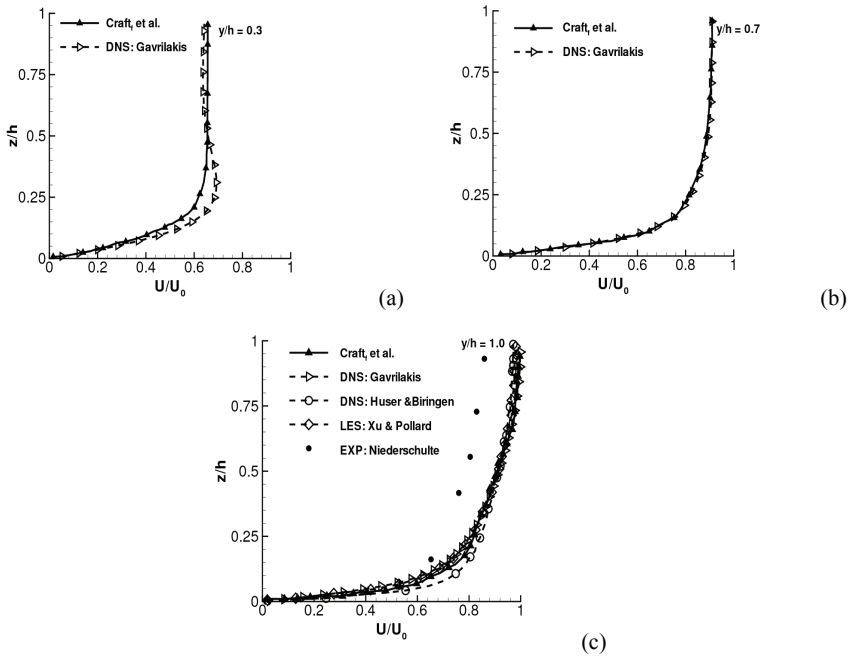 1
Craft, et al.
DNS: Gavrilakis
y/h = 0.3
0.75
z/h
0.5
0.25
0
0 0.2 0.4 0.6 0.8 1
U/U₀
(a)
1
Craft, et al.
DNS: Gavrilakis
y/h = 0.7
0.75
z/h
0.5
0.25
0
0 0.2 0.4 0.6 0.8 1
U/U₀
(b)
1
y/h = 1.0
Craft, et al.
DNS: Gavrilakis
DNS: Huser &Biringen
LES: Xu & Pollard
EXP: Niederschulte
0.75
z/h
0.5
0.25
0
0 0.2 0.4 0.6 0.8 1
U/U₀
(c)